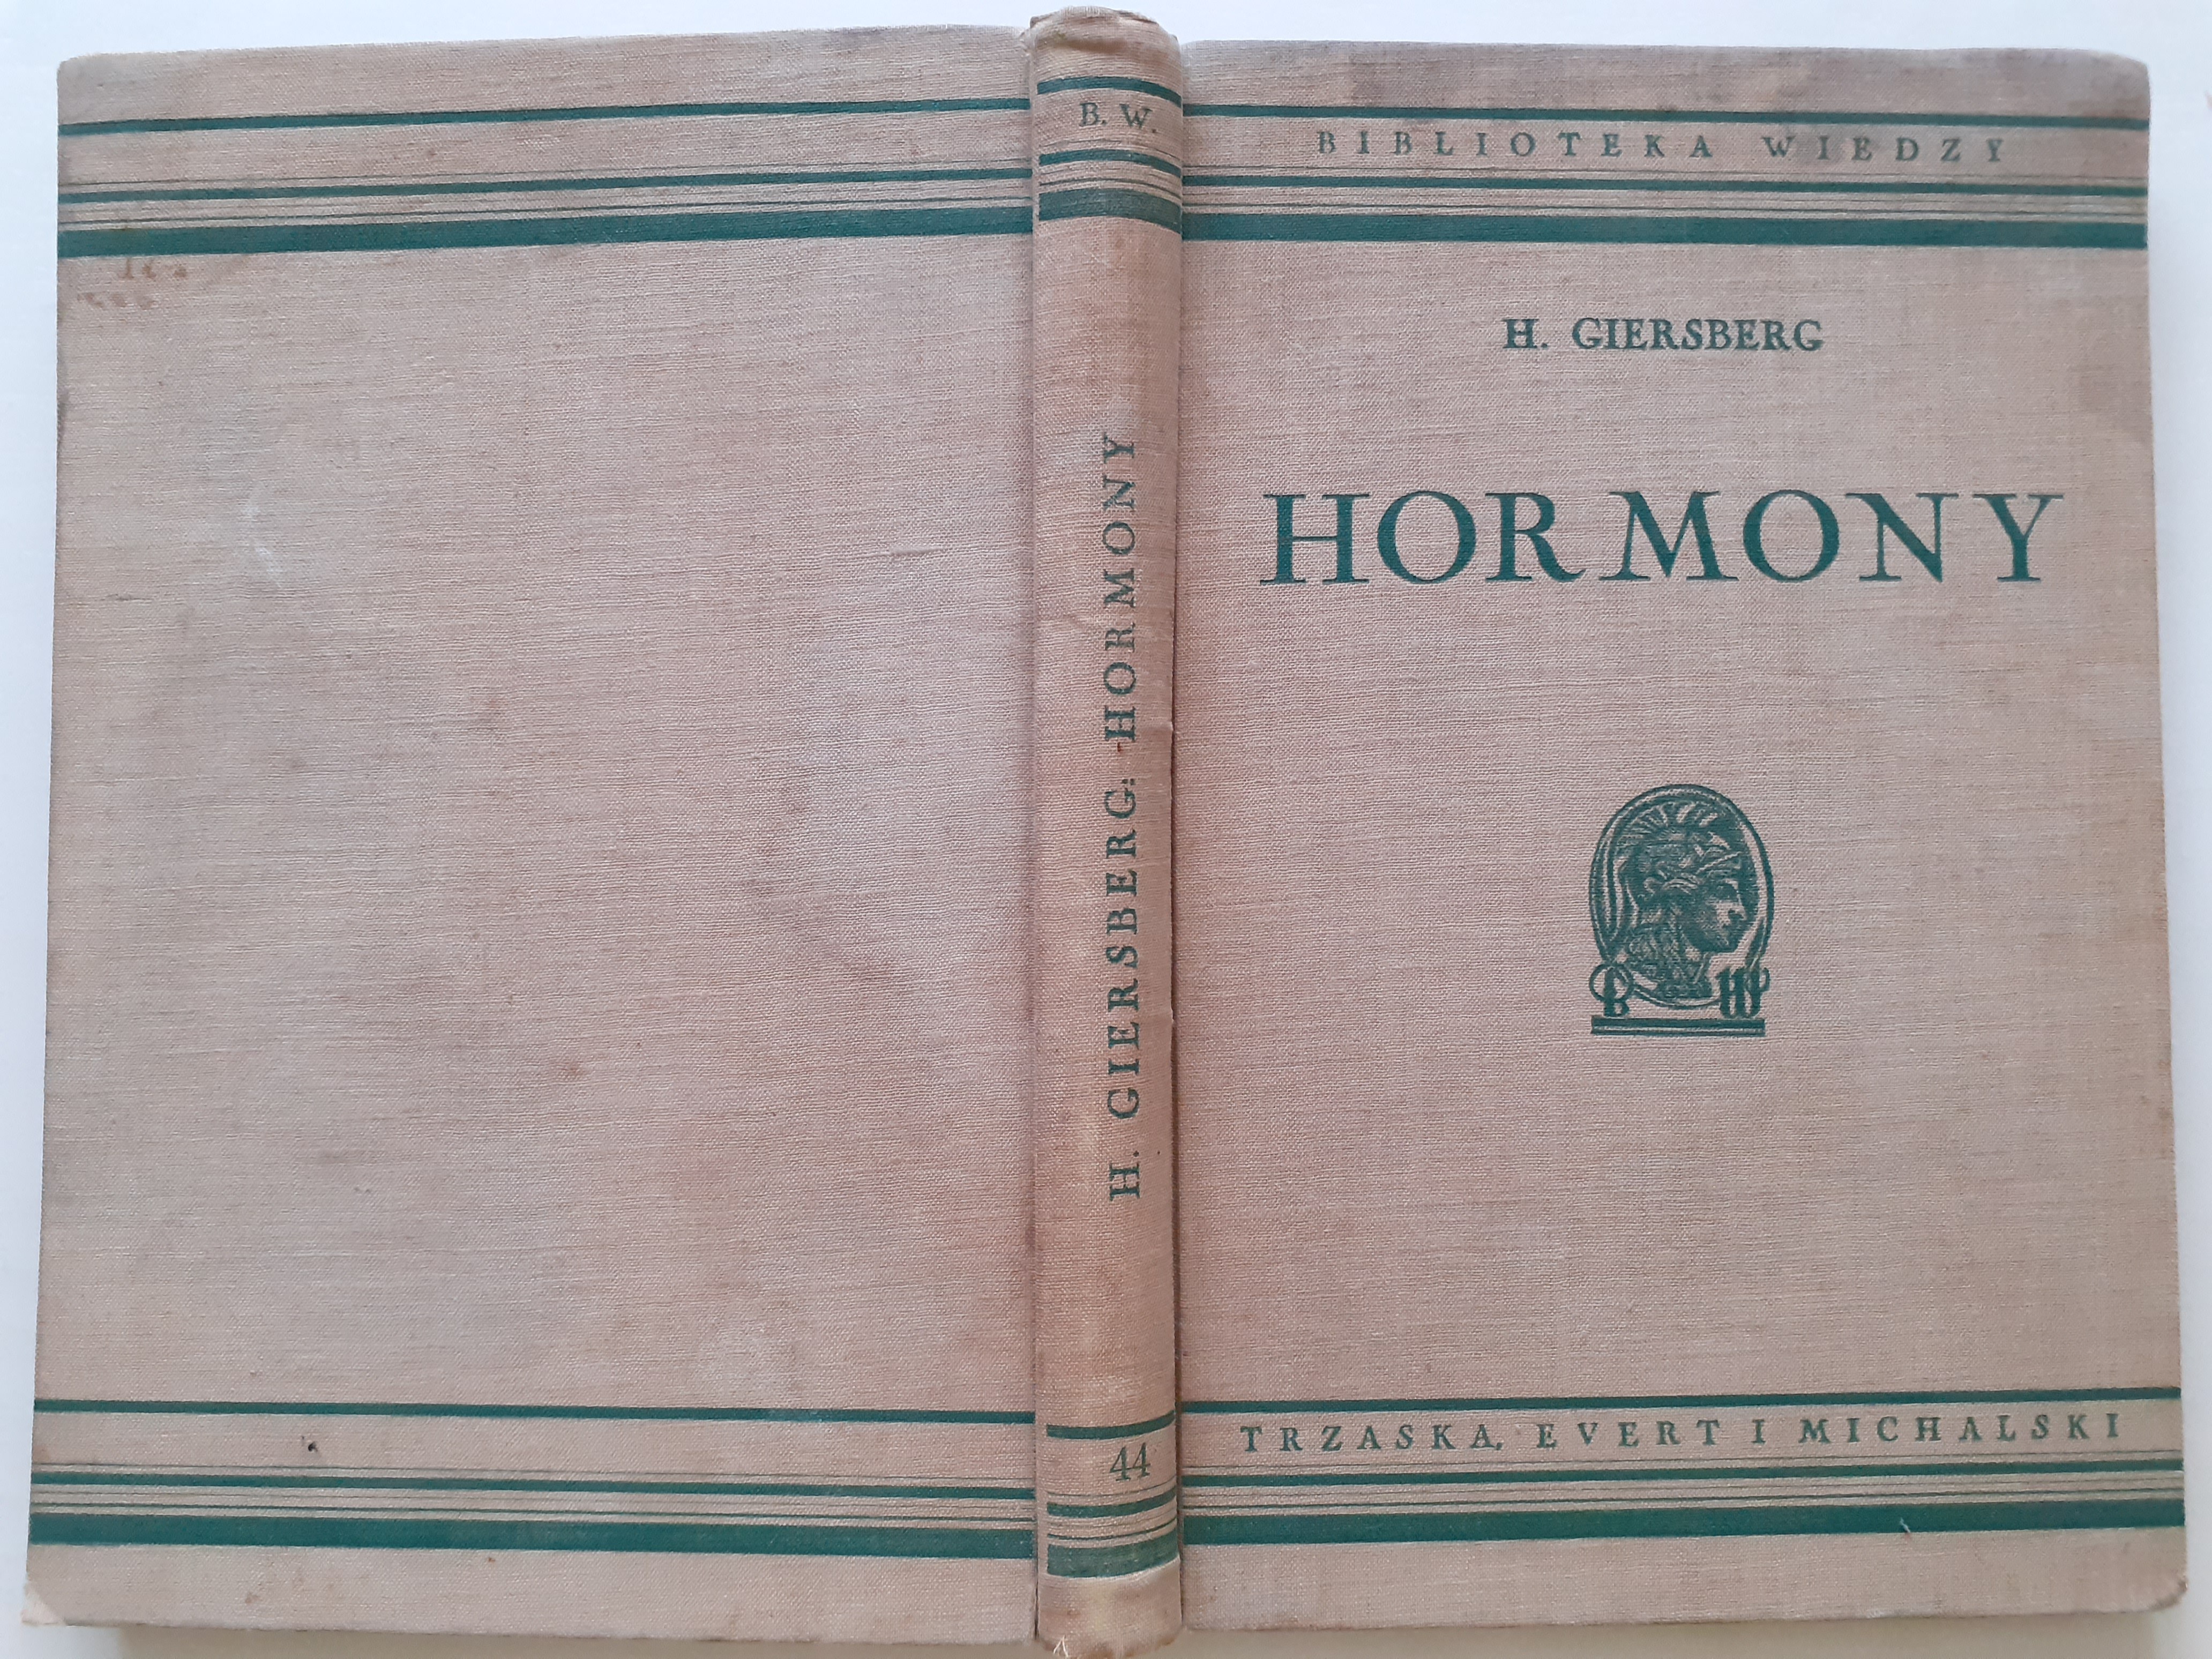 B. W.
H. GIERSBERG: HORMONY
44
BIBLIOTEKA WIEDZY
H. GIERSBERG
HORMONY
B W
TRZASKA, EVERT I MICHALSKI